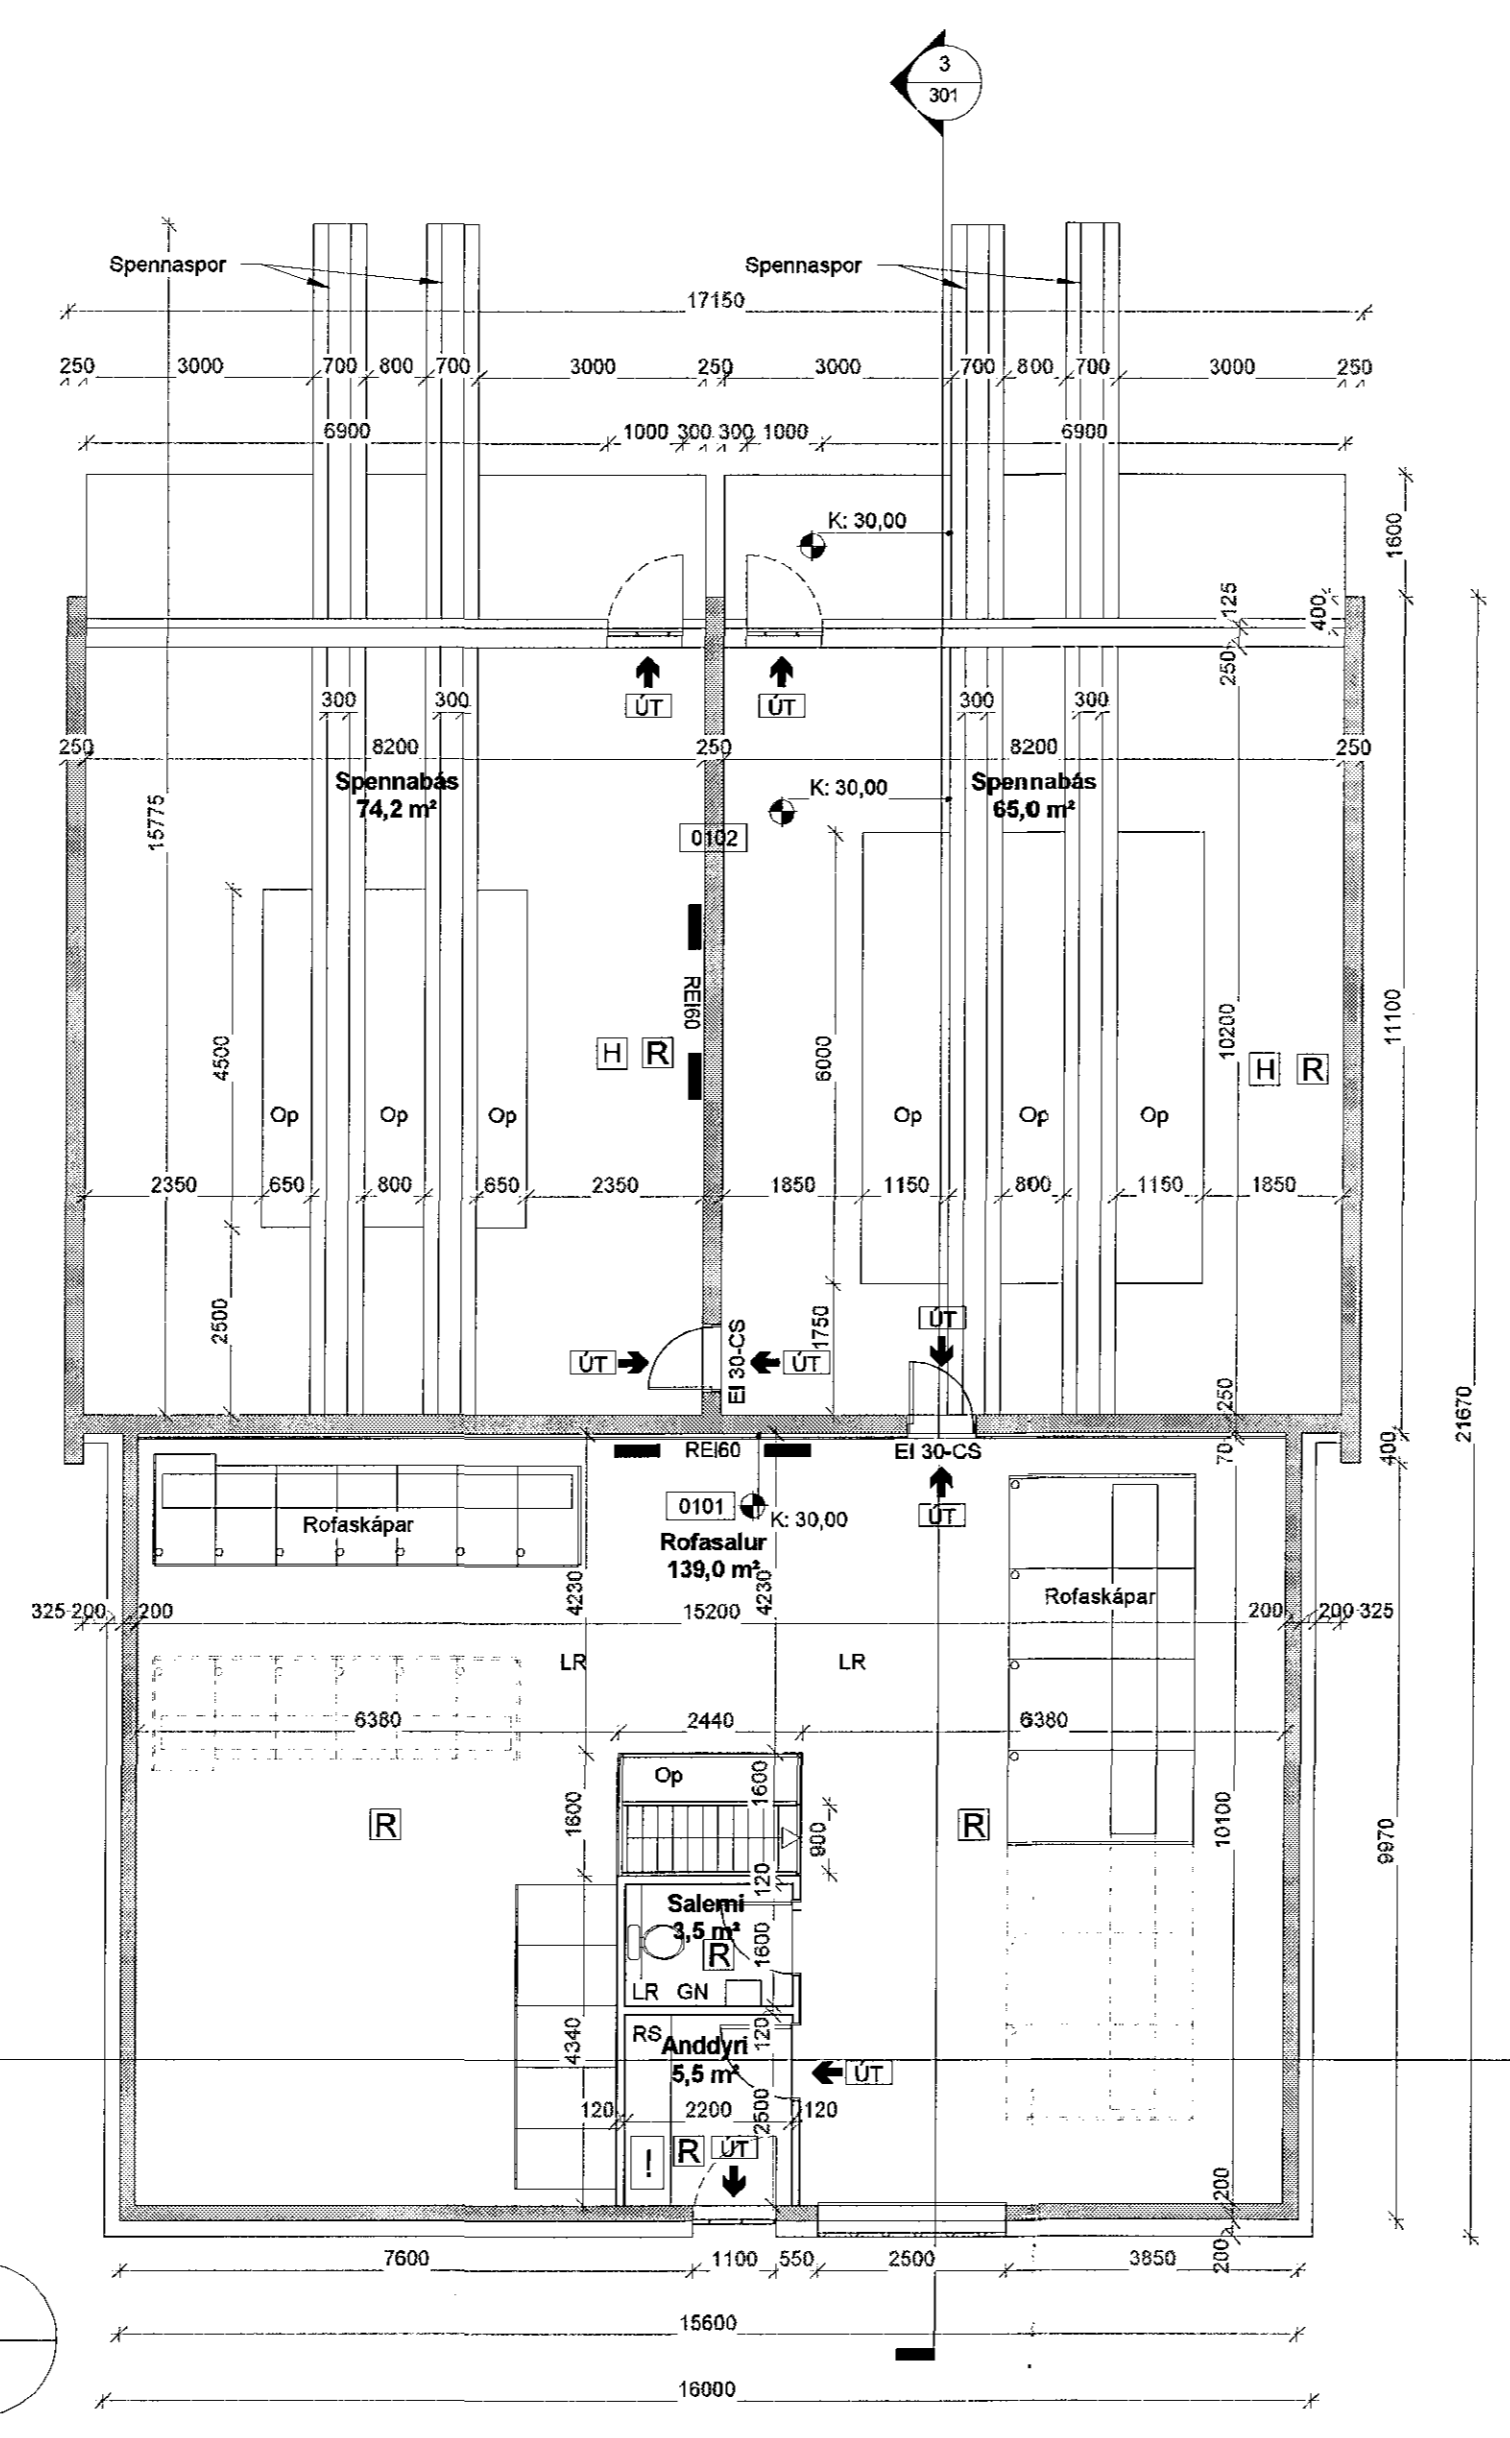 3
301
Spennaspor
Spennaspor
17150
250 3000 700 800 700 3000 250 3000 700 800 700 3000 250
6900 1000 300 300 1000 6900
K: 30,00
1600
125
400
250
ÚT ÚT
300 300 300 300
250 8200 250 8200 250
Spennabás
74,2 m²
Spennabás
65,0 m²
K: 30,00
15775
0102
REI60
4500
6000
10200
11100
H R
H R
Op Op Op
Op Op Op
2350 650 800 650 2350 1850 1150 800 1150 1850
2500
1750
ÚT
ÚT
EI 30-CS
ÚT
250
21670
REI60
EI 30-CS
70
400
0101
K: 30,00
ÚT
Rofaskápar
Rofasalur
139,0 m²
Rofaskápar
4230
4230
325 200 200 15200 200 200 325
LR
LR
6380 2440 6380
Op
1600
1600
900
R
R
10100
9970
120
Salerni
3,5 m²
R
1600
LR GN
4340
RS
Anddyri
5,5 m²
120
ÚT
120 2200 120
2500
! R ÚT
200
200
7600 1100 550 2500 3850
15600
16000